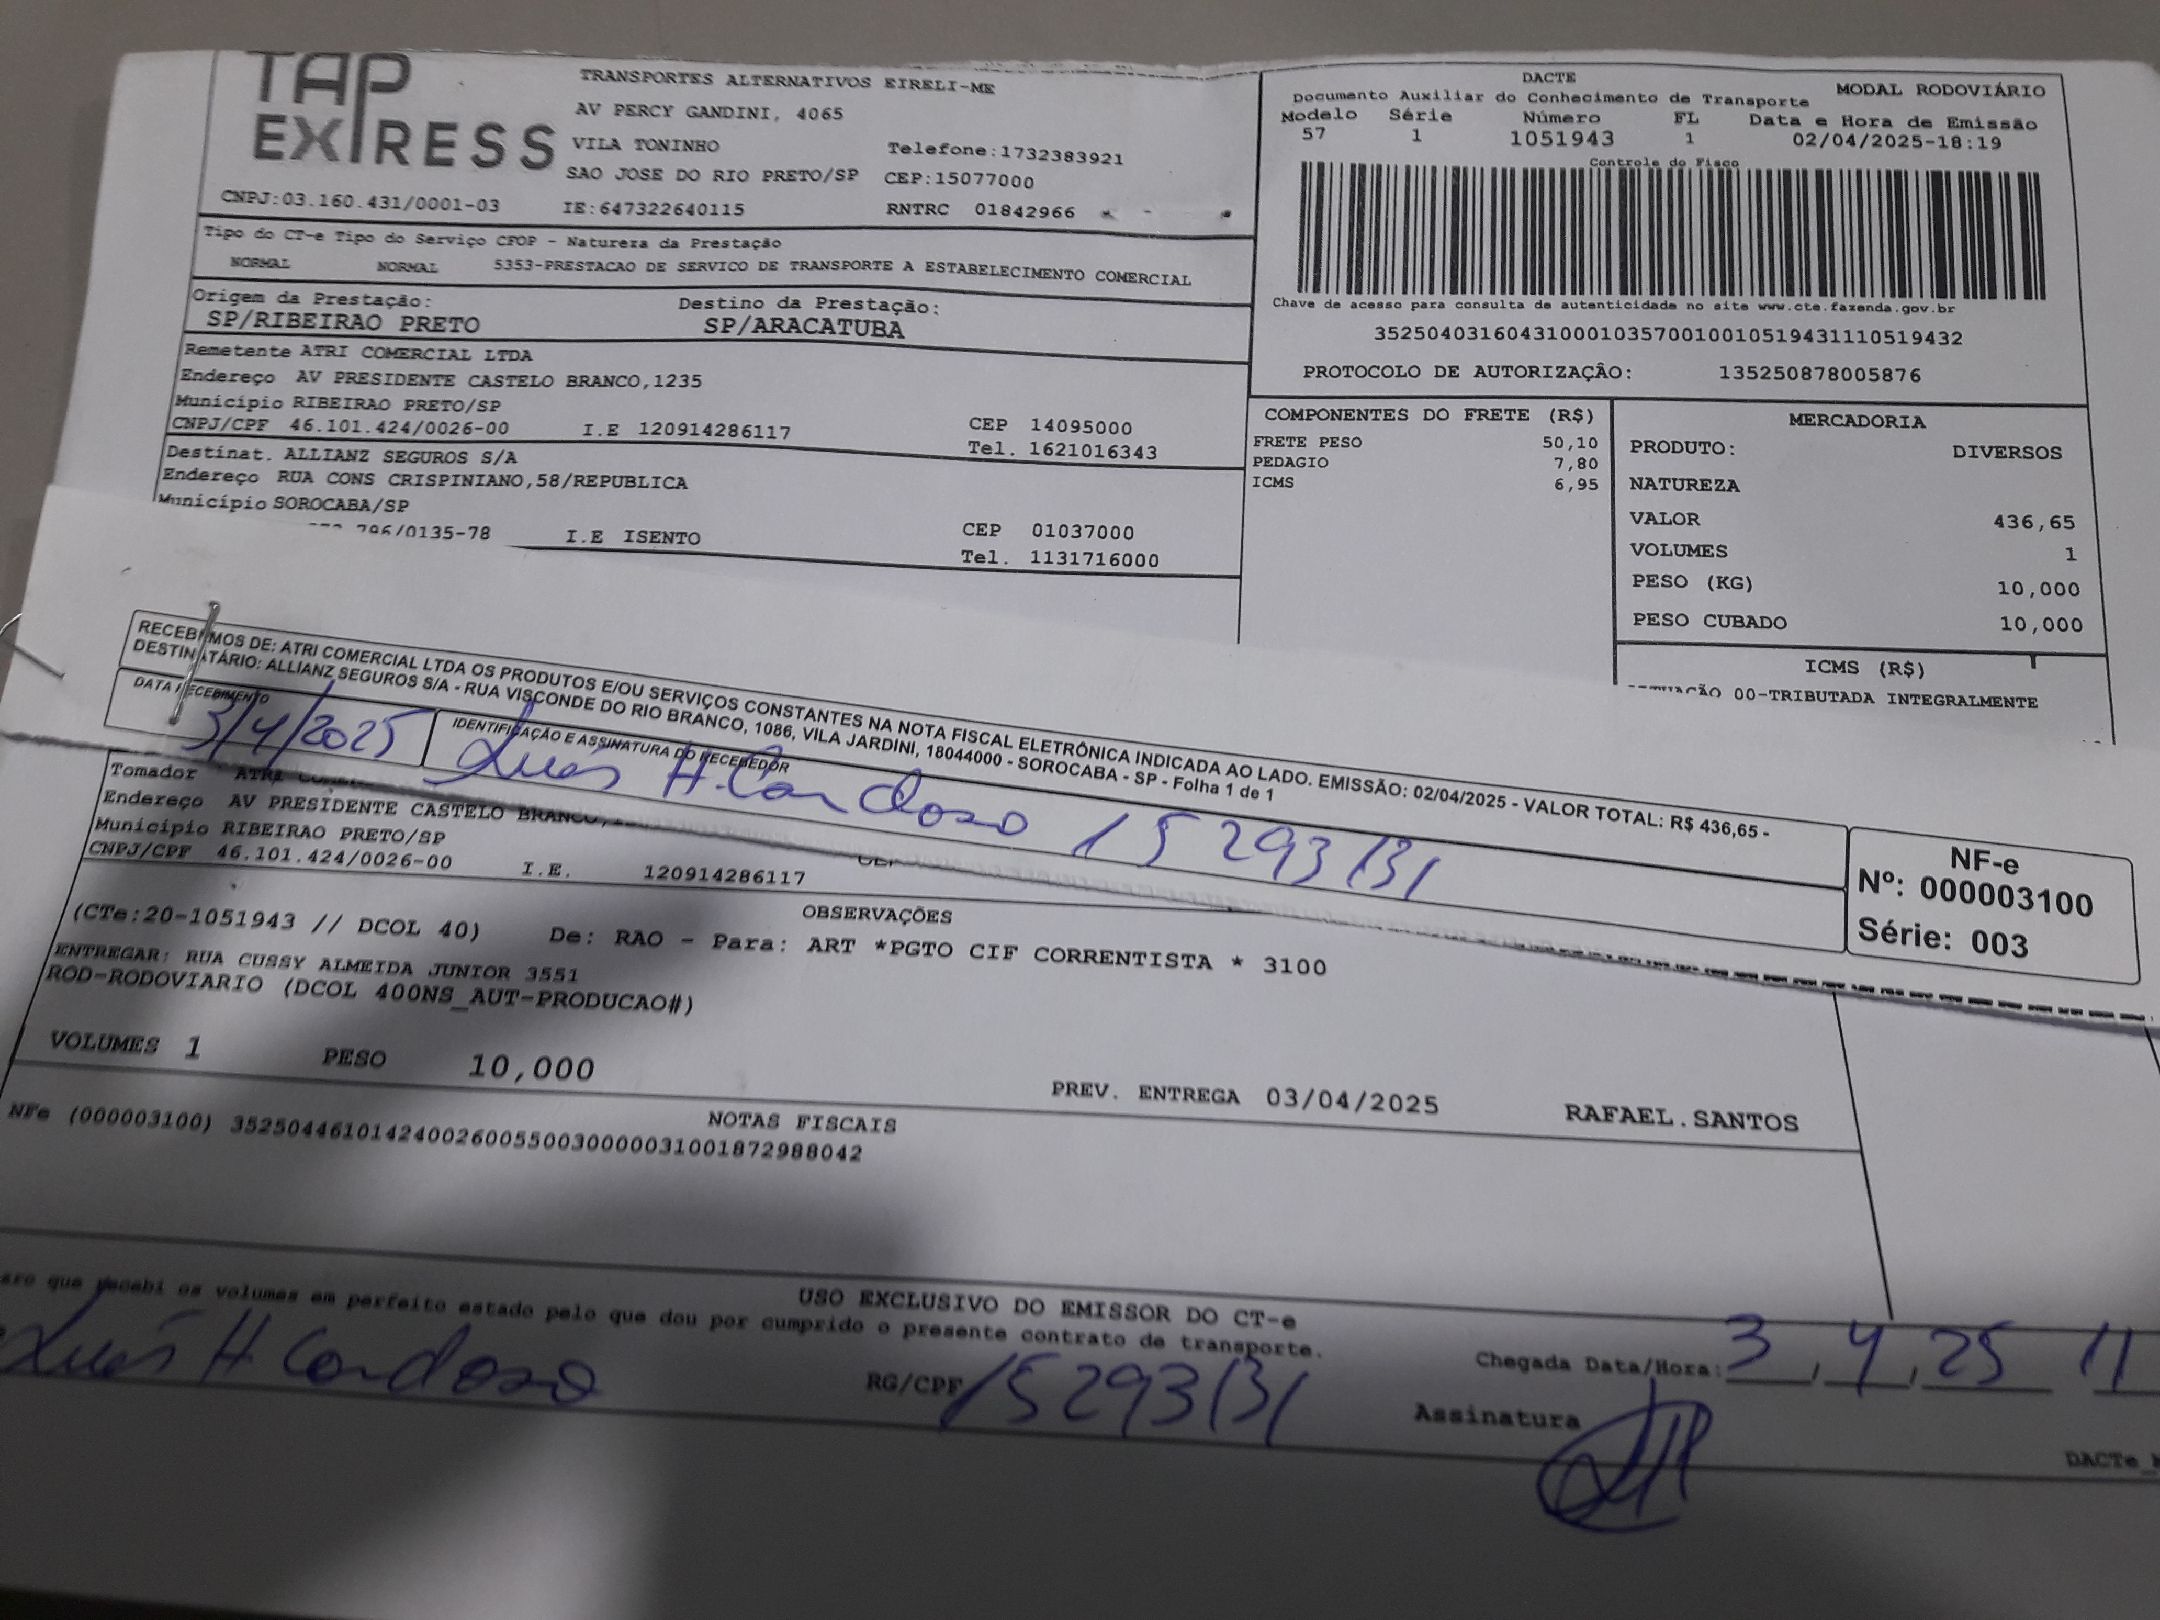 TAP
EXPRESS
TRANSPORTES ALTERNATIVOS EIRELI-ME
AV PERCY GANDINI, 4065
VILA TONINHO Telefone:1732383921
SAO JOSE DO RIO PRETO/SP CEP:15077000
CNPJ:03.160.431/0001-03 IE:647322640115 RNTRC 01842966
Tipo do CT-e Tipo do Serviço CFOP - Natureza da Prestação
NORMAL NORMAL 5353-PRESTACAO DE SERVICO DE TRANSPORTE A ESTABELECIMENTO COMERCIAL
Origem da Prestação: Destino da Prestação:
SP/RIBEIRAO PRETO SP/ARACATUBA
Remetente ATRI COMERCIAL LTDA
Endereço AV PRESIDENTE CASTELO BRANCO,1235
Município RIBEIRAO PRETO/SP
CNPJ/CPF 46.101.424/0026-00 I.E 120914286117 CEP 14095000
Tel. 1621016343
Destinat. ALLIANZ SEGUROS S/A
Endereço RUA CONS CRISPINIANO,58/REPUBLICA
Município SOROCABA/SP
796/0135-78 I.E ISENTO CEP 01037000
Tel. 1131716000
DACTE MODAL RODOVIÁRIO
Documento Auxiliar do Conhecimento de Transporte
Modelo Série Número FL Data e Hora de Emissão
57 1 1051943 1 02/04/2025-18:19
Controle do Fisco
Chave de acesso para consulta de autenticidade no site www.cte.fazenda.gov.br
35250403160431000103570010010519431110519432
PROTOCOLO DE AUTORIZAÇÃO: 135250878005876
COMPONENTES DO FRETE (R$)
FRETE PESO 50,10
PEDAGIO 7,80
ICMS 6,95
MERCADORIA
PRODUTO: DIVERSOS
NATUREZA
VALOR 436,65
VOLUMES 1
PESO (KG) 10,000
PESO CUBADO 10,000
ICMS (R$)
00-TRIBUTADA INTEGRALMENTE
RECEBEMOS DE: ATRI COMERCIAL LTDA OS PRODUTOS E/OU SERVIÇOS CONSTANTES NA NOTA FISCAL ELETRÔNICA INDICADA AO LADO. EMISSÃO: 02/04/2025 - VALOR TOTAL: R$ 436,65 -
DESTINATÁRIO: ALLIANZ SEGUROS S/A - RUA VISCONDE DO RIO BRANCO, 1086, VILA JARDINI, 18044000 - SOROCABA - SP - Folha 1 de 1
DATA RECEBIMENTO IDENTIFICAÇÃO E ASSINATURA DO RECEBEDOR
3/4/2025 Luís H. Cardoso 15293131
NF-e
Nº: 000003100
Série: 003
Tomador ATRI
Endereço AV PRESIDENTE CASTELO BRANCO,
Município RIBEIRAO PRETO/SP
CNPJ/CPF 46.101.424/0026-00 I.E. 120914286117
OBSERVAÇÕES
(CTe:20-1051943 // DCOL 40) De: RAO - Para: ART *PGTO CIF CORRENTISTA * 3100
ENTREGAR: RUA CUSSY ALMEIDA JUNIOR 3551
ROD-RODOVIARIO (DCOL 400NS_AUT-PRODUCAO#)
VOLUMES 1 PESO 10,000 PREV. ENTREGA 03/04/2025 RAFAEL.SANTOS
NOTAS FISCAIS
NFe (000003100) 35250446101424002600550030000031001872988042
USO EXCLUSIVO DO EMISSOR DO CT-e
que recebi os volumes em perfeito estado pelo que dou por cumprido o presente contrato de transporte.
Luís H Cardoso RG/CPF 15293131 Chegada Data/Hora: 3 4 25 11
Assinatura
DACTe